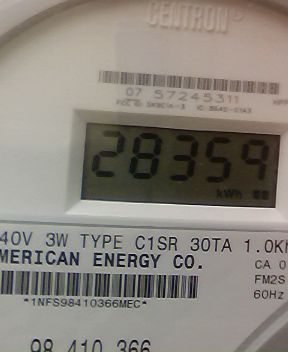 CENTRON
07 57245311
28359
kWh
40V 3W TYPE C1SR 30TA 1.0K
MERICAN ENERGY CO.
CA 0
FM2S
60Hz
*1NFS98410366MEC*
98 410 366